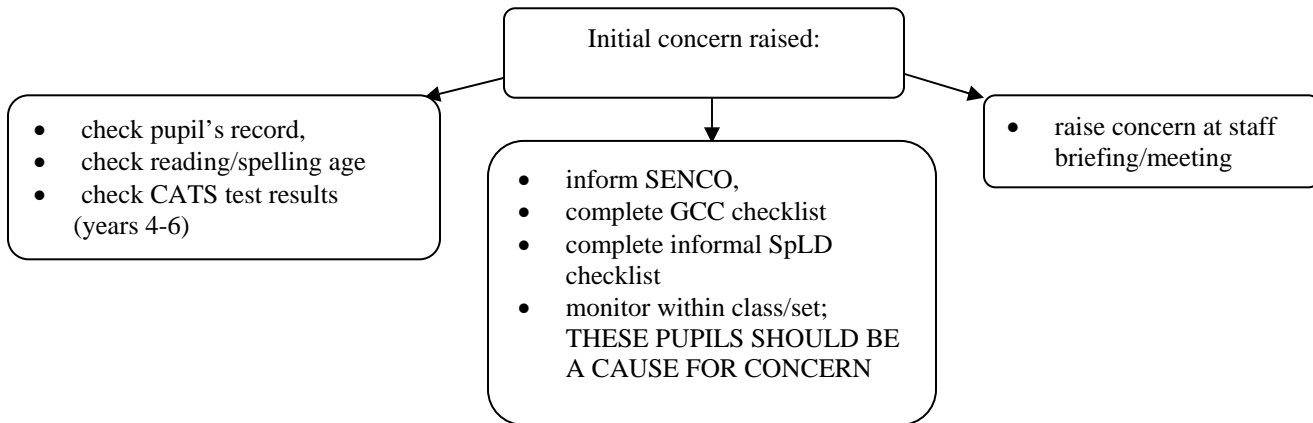 Initial concern raised:
• check pupil's record,
• check reading/spelling age
• check CATS test results
(years 4-6)
• inform SENCO,
• complete GCC checklist
• complete informal SpLD
checklist
• monitor within class/set;
THESE PUPILS SHOULD BE
A CAUSE FOR CONCERN
• raise concern at staff
briefing/meeting